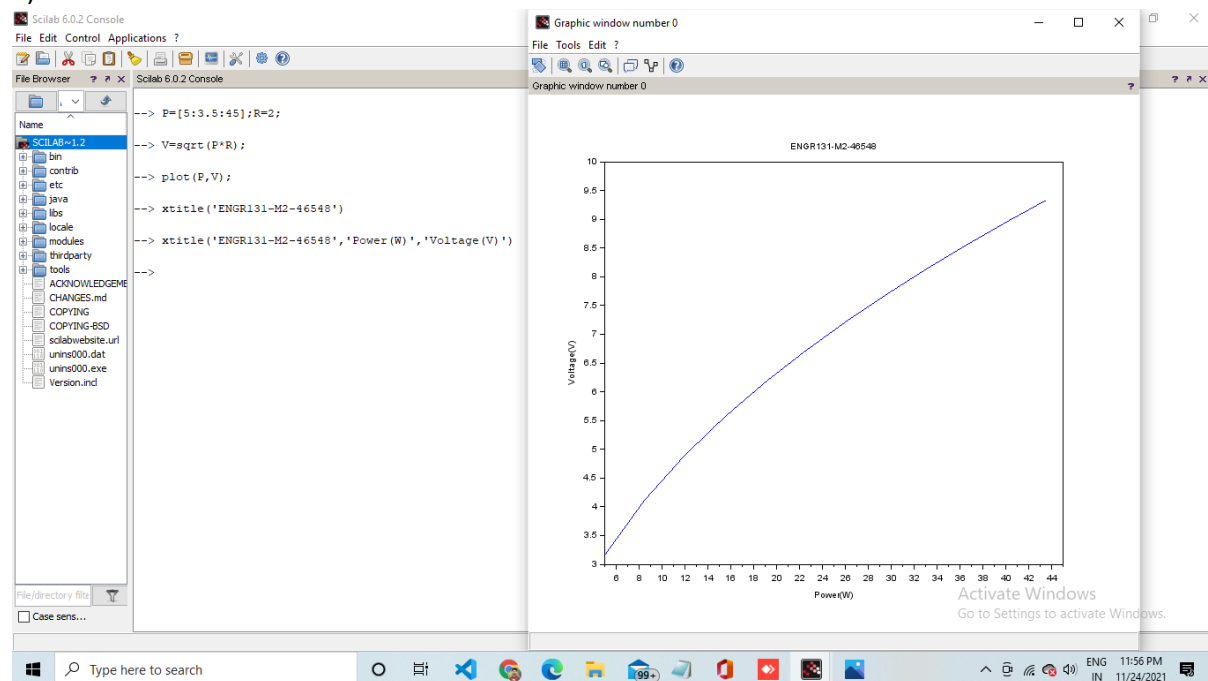 Scilab 6.0.2 Console
File Edit Control Applications ?
File Browser ? X
Scilab 6.0.2 Console
Name
SCILAB~1.2
bin
contrib
etc
java
libs
locale
modules
thirdparty
tools
ACKNOWLEDGEME
CHANGES.md
COPYING
COPYING-BSD
scilabwebsite.url
unins000.dat
unins000.exe
Version.incl
File/directory filte
Case sens...
--> P=[5:3.5:45];R=2;
--> V=sqrt(P*R);
--> plot(P,V);
--> xtitle('ENGR131-M2-46548')
--> xtitle('ENGR131-M2-46548','Power(W)','Voltage(V)')
-->
Graphic window number 0
File Tools Edit ?
Graphic window number 0 ?
? X
ENGR131-M2-46548
10
9.5
9
8.5
8
7.5
7
6.5
6
5.5
5
4.5
4
3.5
3
Voltage(V)
6 8 10 12 14 16 18 20 22 24 26 28 30 32 34 36 38 40 42 44
Power(W)
Activate Windows
Go to Settings to activate Windows.
Type here to search
99+
ENG 11:56 PM
IN 11/24/2021